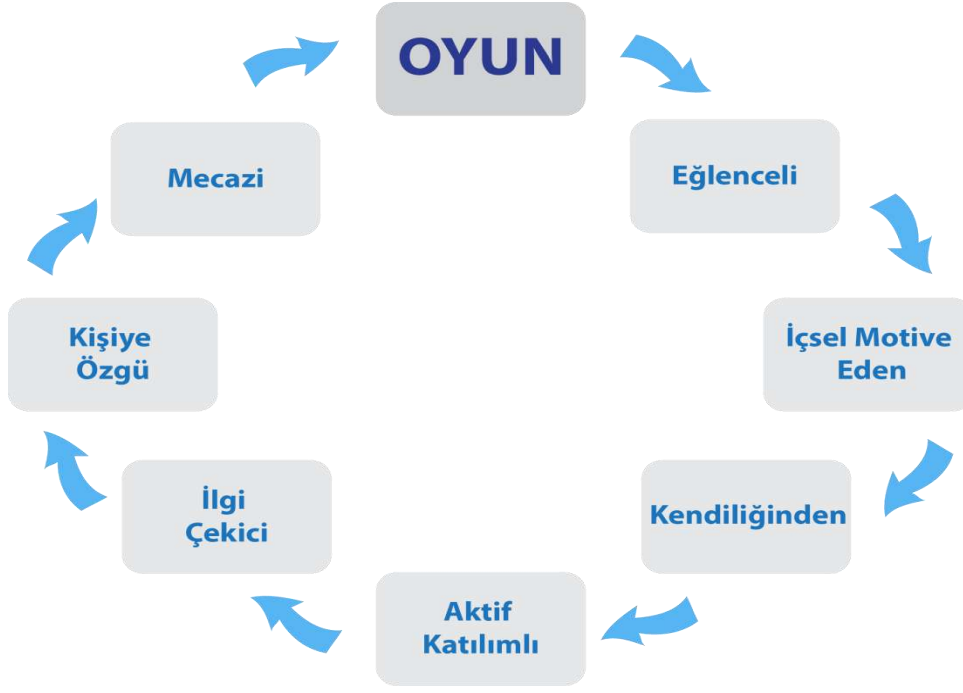 OYUN
Eğlenceli
İçsel Motive
Eden
Kendiliğinden
Aktif
Katılımlı
İlgi
Çekici
Kişiye
Özgü
Mecazi